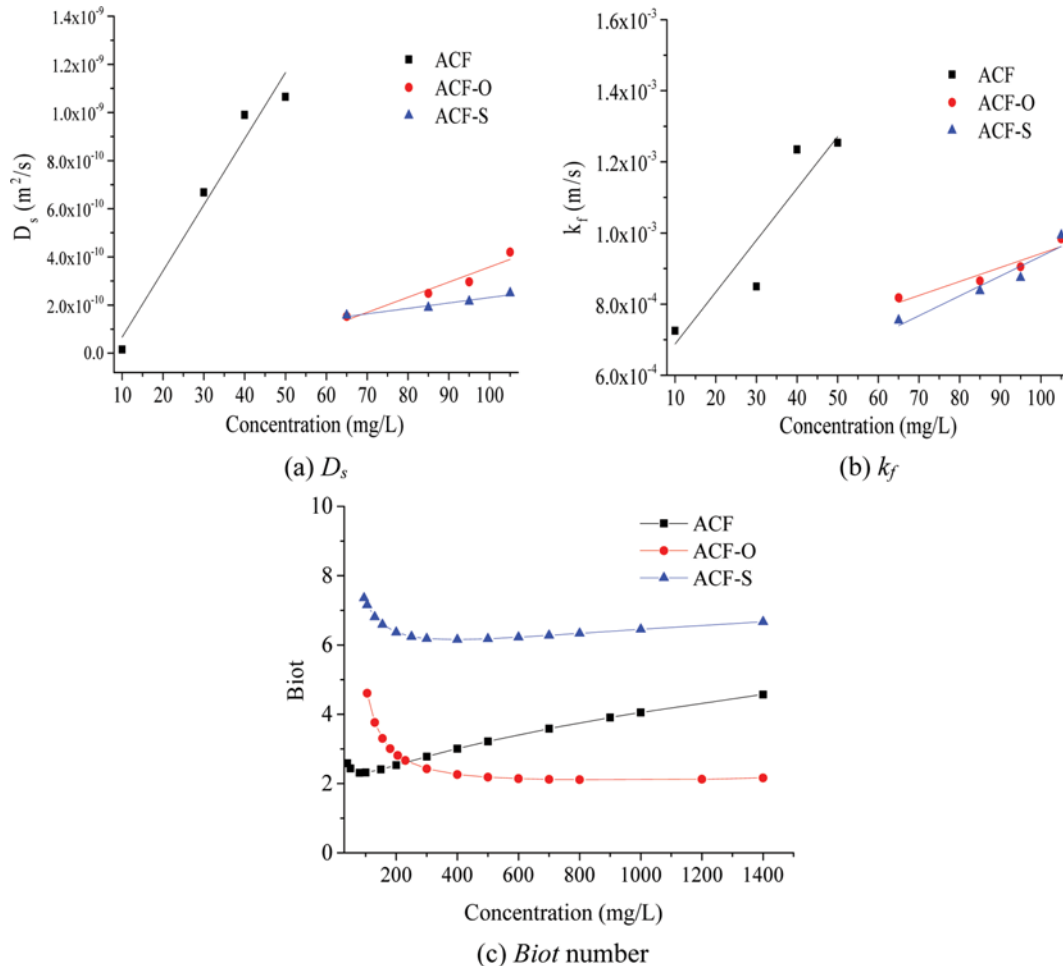 1.4x10⁻⁹
1.2x10⁻⁹
1.0x10⁻⁹
8.0x10⁻¹⁰
6.0x10⁻¹⁰
4.0x10⁻¹⁰
2.0x10⁻¹⁰
0.0
D_s (m²/s)
ACF
ACF-O
ACF-S
10 20 30 40 50 60 70 80 90 100
Concentration (mg/L)
(a) D_s
1.6x10⁻³
1.4x10⁻³
1.2x10⁻³
1.0x10⁻³
8.0x10⁻⁴
6.0x10⁻⁴
k_f (m/s)
ACF
ACF-O
ACF-S
10 20 30 40 50 60 70 80 90 100
Concentration (mg/L)
(b) k_f
10
8
6
4
2
0
Biot
ACF
ACF-O
ACF-S
200 400 600 800 1000 1200 1400
Concentration (mg/L)
(c) Biot number